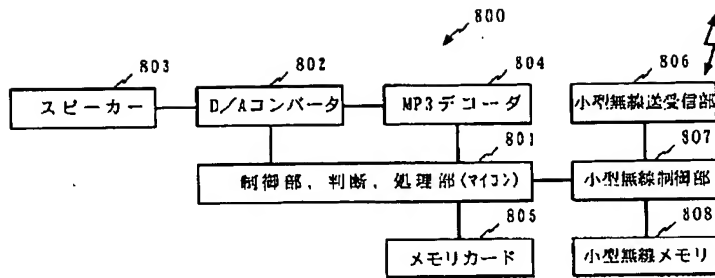 800
803
802
804
806
スピーカー
D/Aコンバータ
MP3デコーダ
小型無線送受信部
801
807
制御部, 判断, 処理部(マイコン)
小型無線制御部
805
808
メモリカード
小型無線メモリ